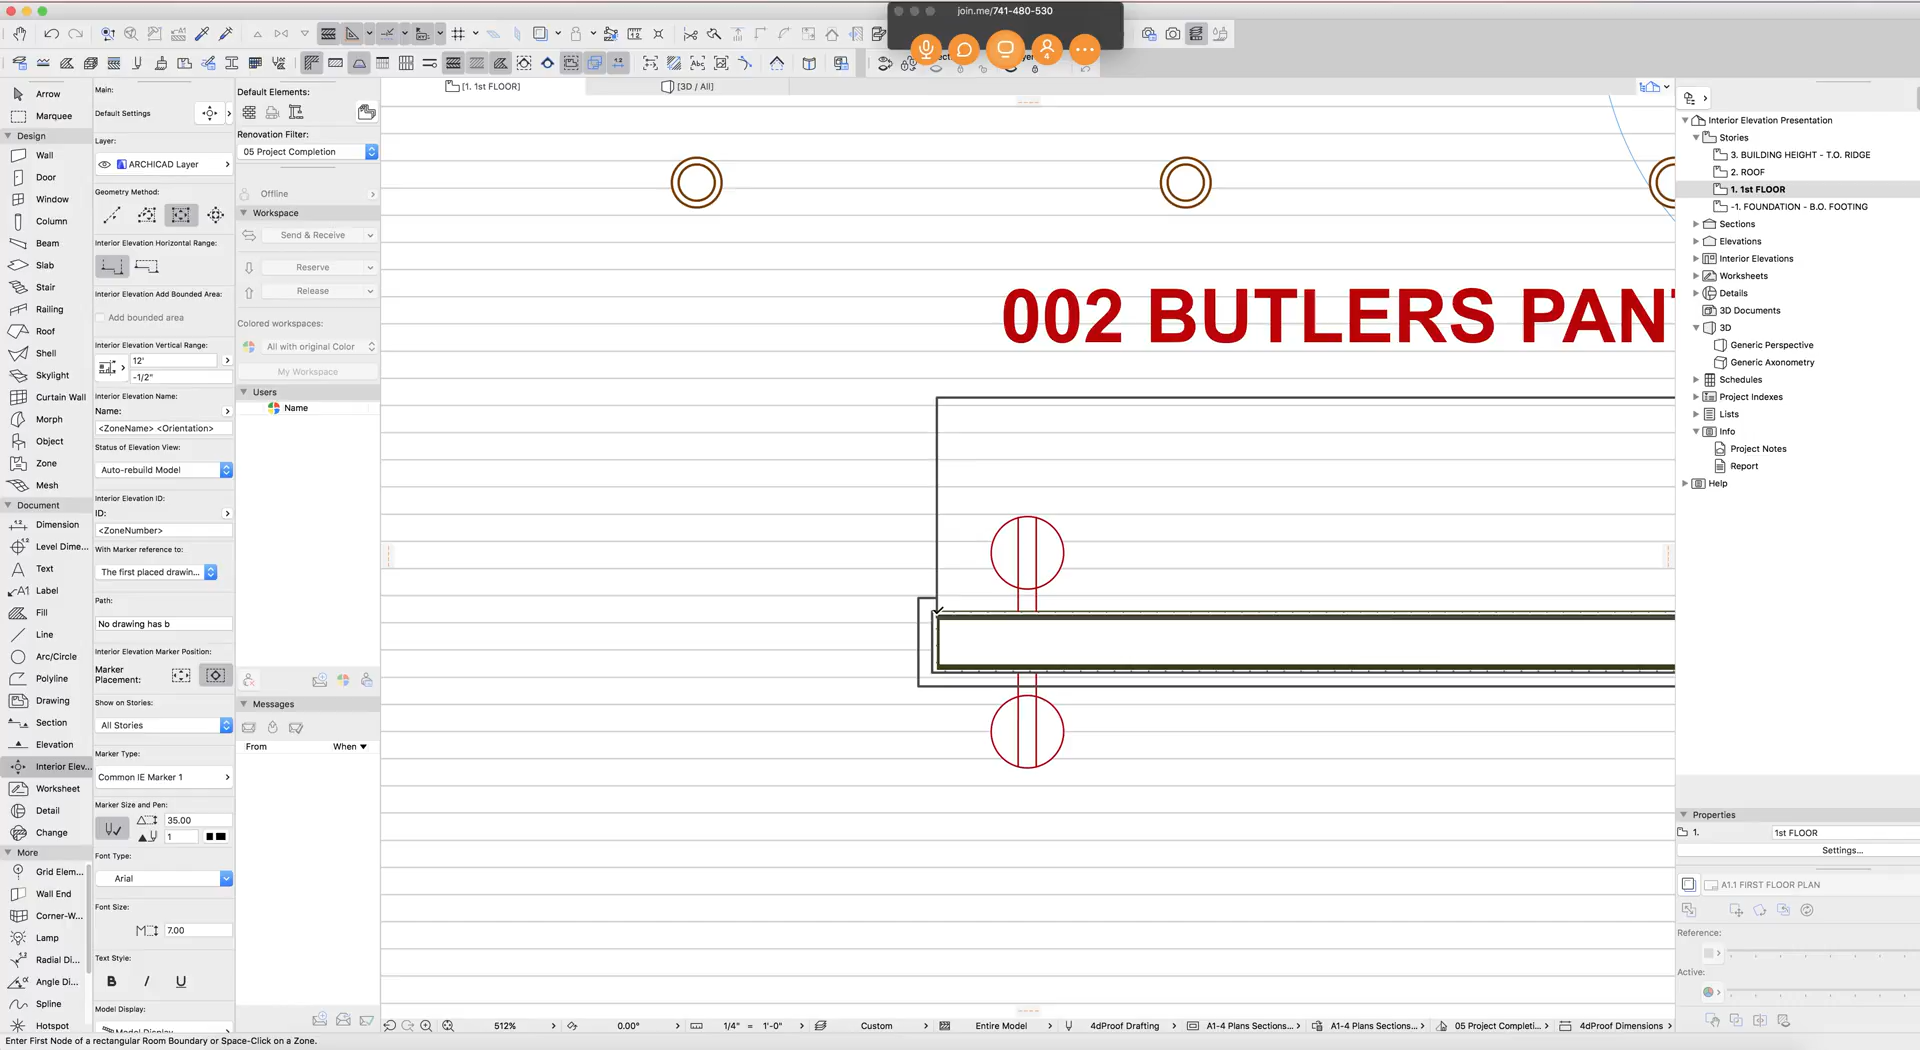 join.me/741-480-530
4
[1. 1st FLOOR]
[3D / All]
Arrow
Marquee
Design
Wall
Door
Window
Column
Beam
Slab
Stair
Railing
Roof
Shell
Skylight
Curtain Wall
Morph
Object
Zone
Mesh
Document
Dimension
Level Dime...
Text
Label
Fill
Line
Arc/Circle
Polyline
Drawing
Section
Elevation
Interior Elev...
Worksheet
Detail
Change
More
Grid Elem...
Wall End
Corner-W...
Lamp
Radial Di...
Angle Di...
Spline
Hotspot
Main:
Default Settings
Layer:
ARCHICAD Layer
Geometry Method:
Interior Elevation Horizontal Range:
Interior Elevation Add Bounded Area:
Add bounded area
Interior Elevation Vertical Range:
12'
-1/2"
Interior Elevation Name:
Name:
<ZoneName> <Orientation>
Status of Elevation View:
Auto-rebuild Model
Interior Elevation ID:
ID:
<ZoneNumber>
With Marker reference to:
The first placed drawin...
Path:
No drawing has b
Interior Elevation Marker Position:
Marker
Placement:
Show on Stories:
All Stories
Marker Type:
Common IE Marker 1
Marker Size and Pen:
35.00
1
Font Type:
Arial
Font Size:
7.00
Text Style:
B I U
Model Display:
Model Display...
Default Elements:
Renovation Filter:
05 Project Completion
Offline
Workspace
Send & Receive
Reserve
Release
Colored workspaces:
All with original Color
My Workspace
Users
Name
Messages
From When
002 BUTLERS PANT
Interior Elevation Presentation
Stories
3. BUILDING HEIGHT - T.O. RIDGE
2. ROOF
1. 1st FLOOR
-1. FOUNDATION - B.O. FOOTING
Sections
Elevations
Interior Elevations
Worksheets
Details
3D Documents
3D
Generic Perspective
Generic Axonometry
Schedules
Project Indexes
Lists
Info
Project Notes
Report
Help
Properties
1. 1st FLOOR
Settings...
A1.1 FIRST FLOOR PLAN
Reference:
Active:
512%
0.00°
1/4" = 1'-0"
Custom
Entire Model
4dProof Drafting
A1-4 Plans Sections...
A1-4 Plans Sections...
05 Project Completi...
4dProof Dimensions
Enter First Node of a rectangular Room Boundary or Space-Click on a Zone.